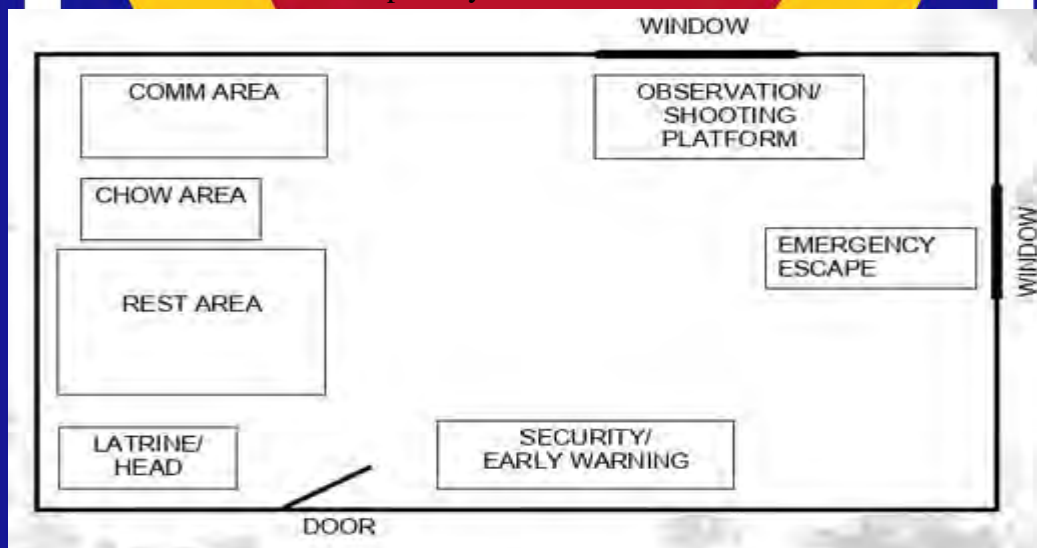 WINDOW
COMM AREA
OBSERVATION/
SHOOTING
PLATFORM
CHOW AREA
WINDOW
EMERGENCY
ESCAPE
REST AREA
LATRINE/
HEAD
SECURITY/
EARLY WARNING
DOOR